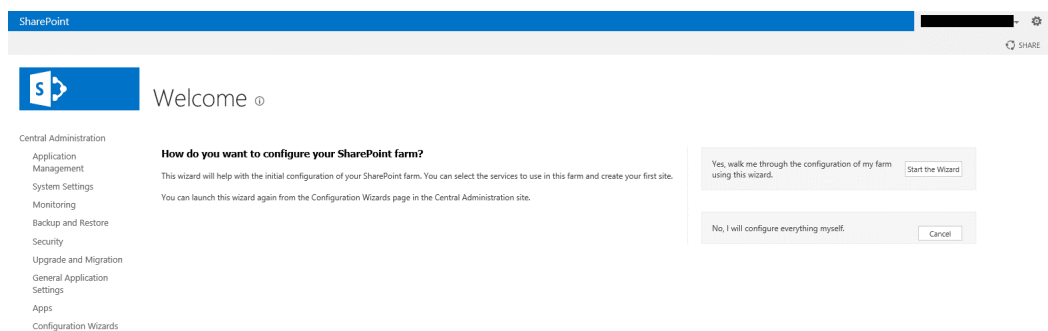 SharePoint
SHARE
S
Welcome
Central Administration
Application
Management
System Settings
Monitoring
Backup and Restore
Security
Upgrade and Migration
General Application
Settings
Apps
Configuration Wizards
How do you want to configure your SharePoint farm?
This wizard will help with the initial configuration of your SharePoint farm. You can select the services to use in this farm and create your first site.
You can launch this wizard again from the Configuration Wizards page in the Central Administration site.
Yes, walk me through the configuration of my farm
using this wizard.
Start the Wizard
No, I will configure everything myself.
Cancel